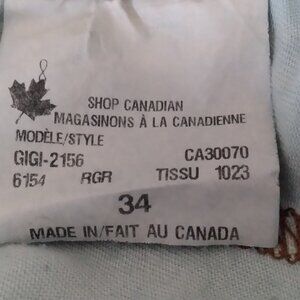 SHOP CANADIAN
MAGASINONS À LA CANADIENNE
MODÈLE/STYLE
GIGI-2156 CA30070
6154 RGR TISSU 1023
34
MADE IN/FAIT AU CANADA